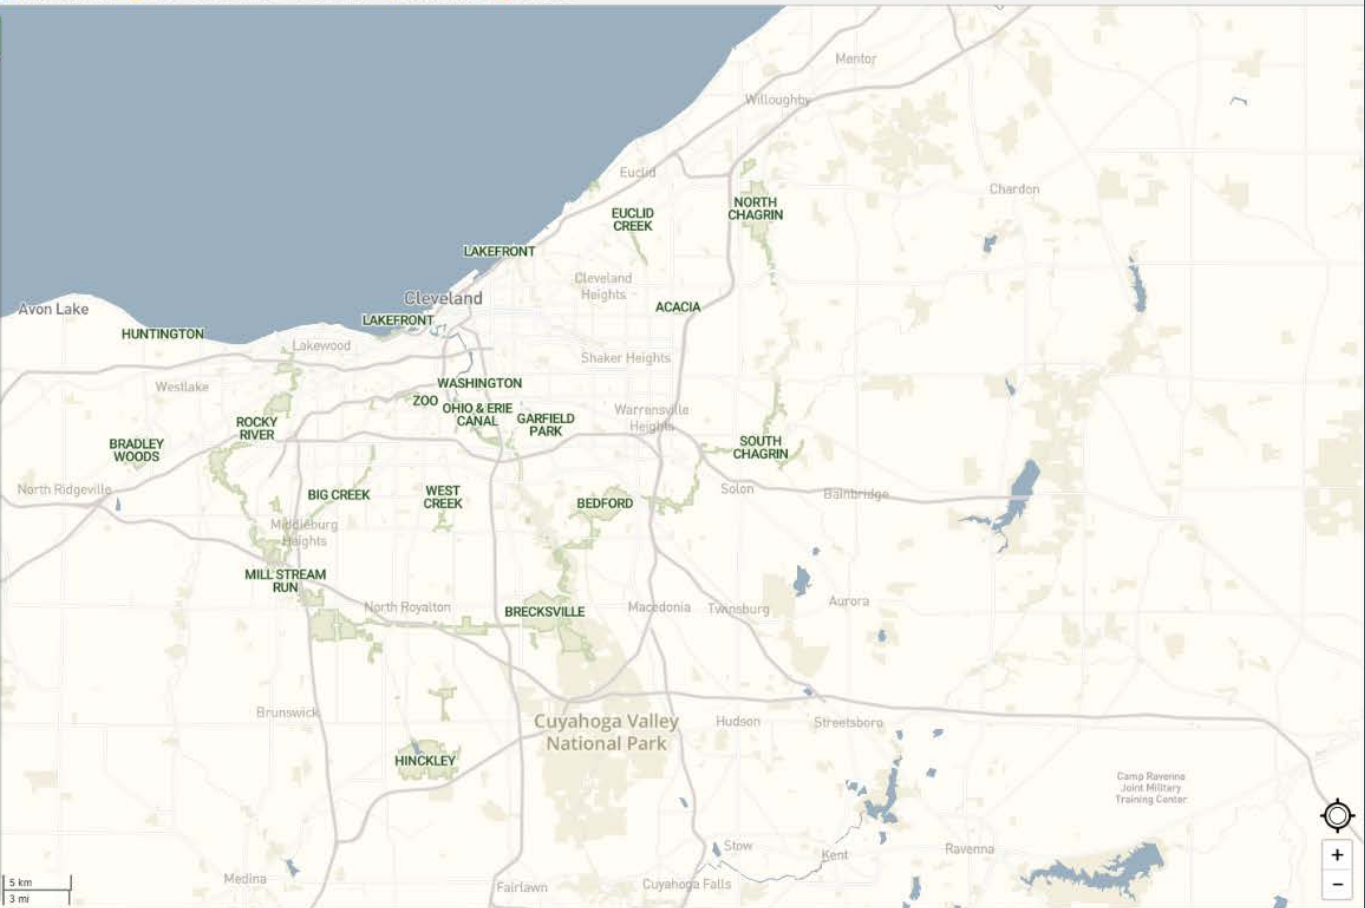 Mentor
Willoughby
Euclid
Chardon
EUCLID
CREEK
NORTH
CHAGRIN
LAKEFRONT
Cleveland
Heights
Cleveland
Avon Lake
ACACIA
LAKEFRONT
HUNTINGTON
Lakewood
Shaker Heights
Westlake
WASHINGTON
ZOO
OHIO & ERIE
CANAL
GARFIELD
PARK
Warrensville
Heights
ROCKY
RIVER
BRADLEY
WOODS
SOUTH
CHAGRIN
North Ridgeville
BIG CREEK
WEST
CREEK
BEDFORD
Solon
Bainbridge
Middleburg
Heights
MILL STREAM
RUN
North Royalton
BRECKSVILLE
Macedonia
Twinsburg
Aurora
Brunswick
Cuyahoga Valley
National Park
Hudson
Streetsboro
HINCKLEY
Camp Ravenna
Joint Military
Training Center
Stow
Kent
Ravenna
Medina
Fairlawn
Cuyahoga Falls
5 km
3 mi
+
−